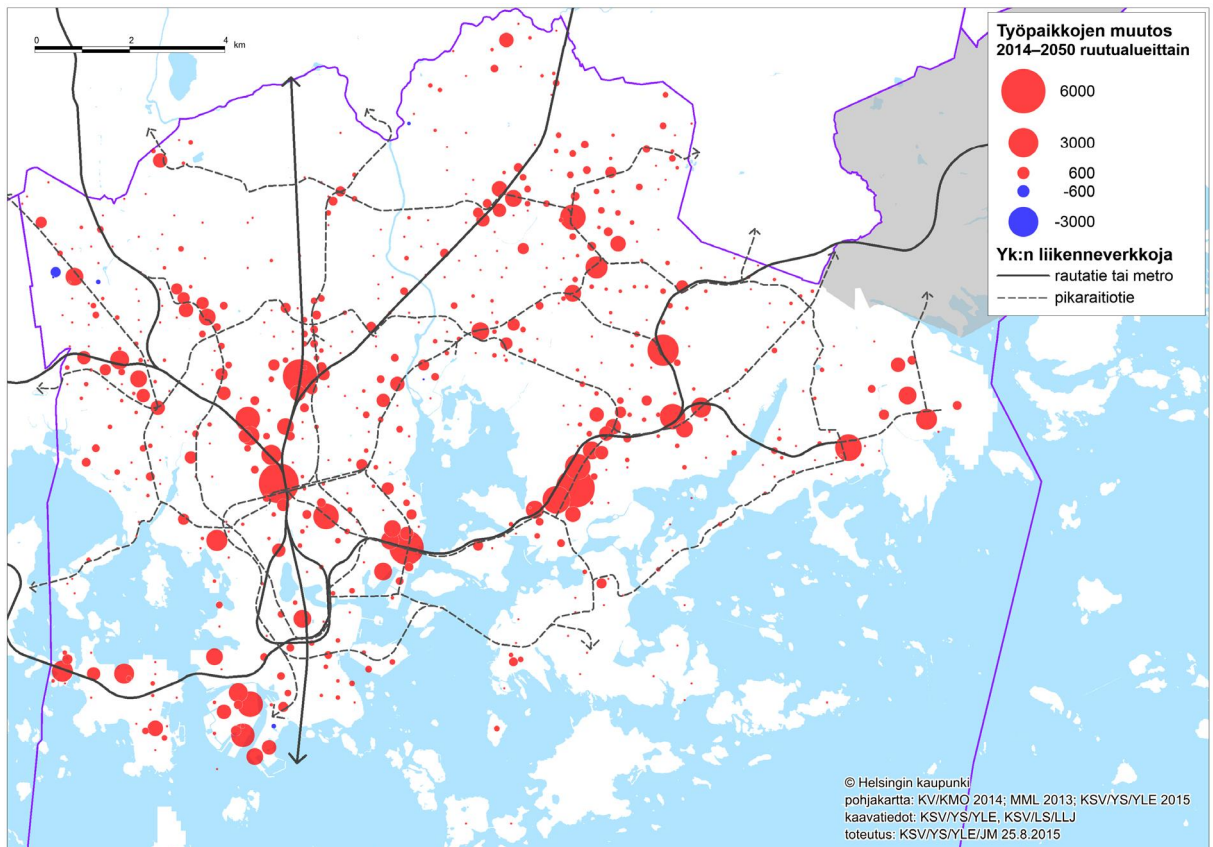 0 2 4
km
Työpaikkojen muutos
2014–2050 ruutualueittain
6000
3000
600
-600
-3000
Yk:n liikenneverkkoja
rautatie tai metro
pikaraitiotie
© Helsingin kaupunki
pohjakartta: KV/KMO 2014; MML 2013; KSV/YS/YLE 2015
kaavatiedot: KSV/YS/YLE, KSV/LS/LLJ
toteutus: KSV/YS/YLE/JM 25.8.2015